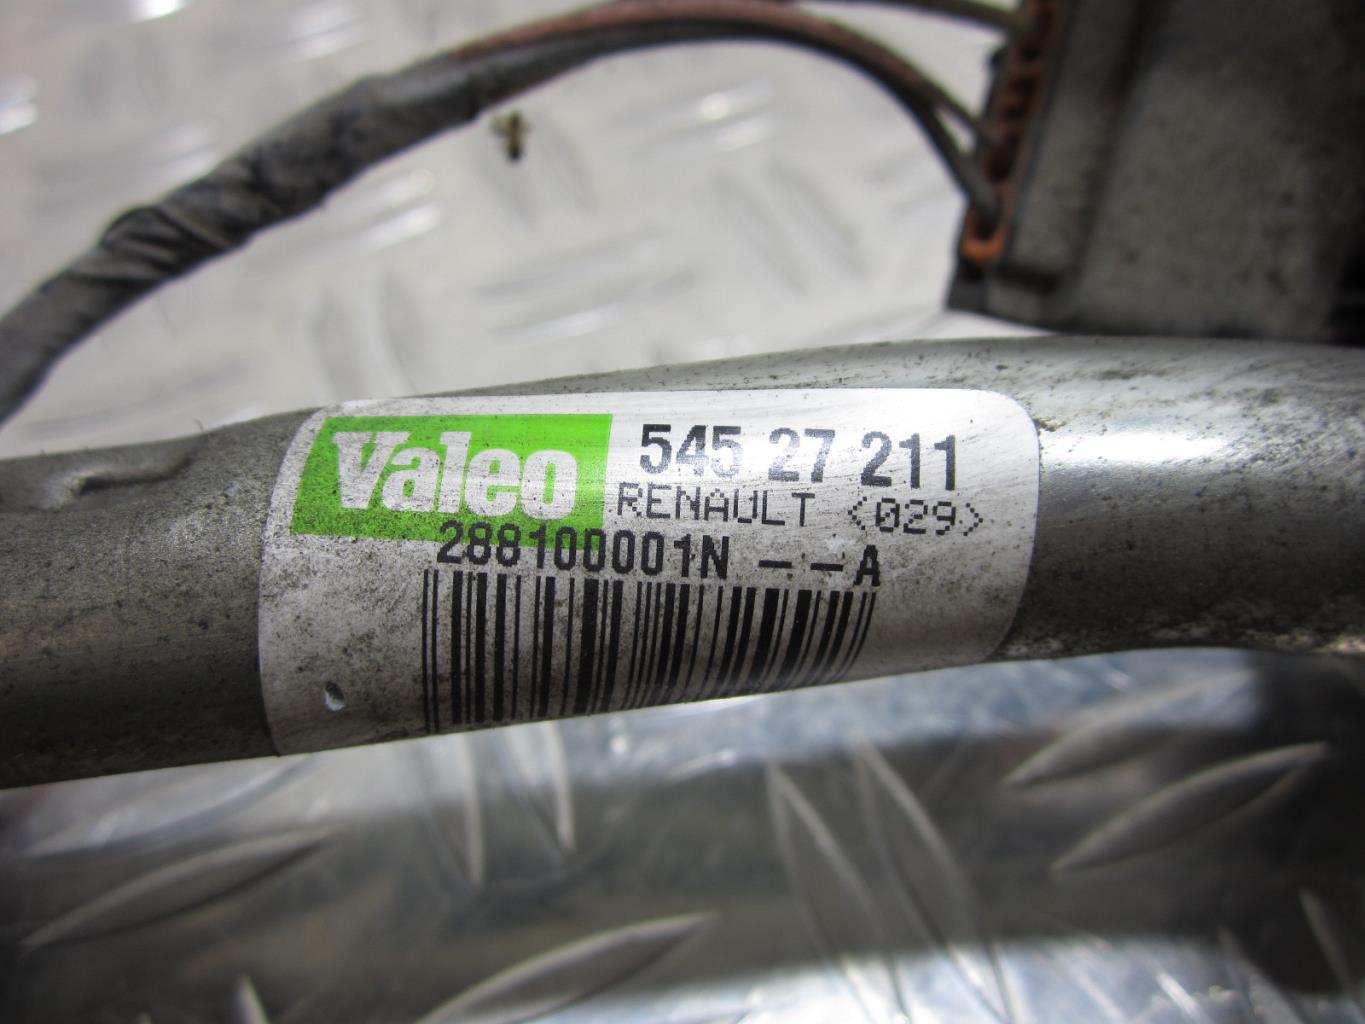 Valeo 545 27 211
RENAULT <029>
288100001N --A